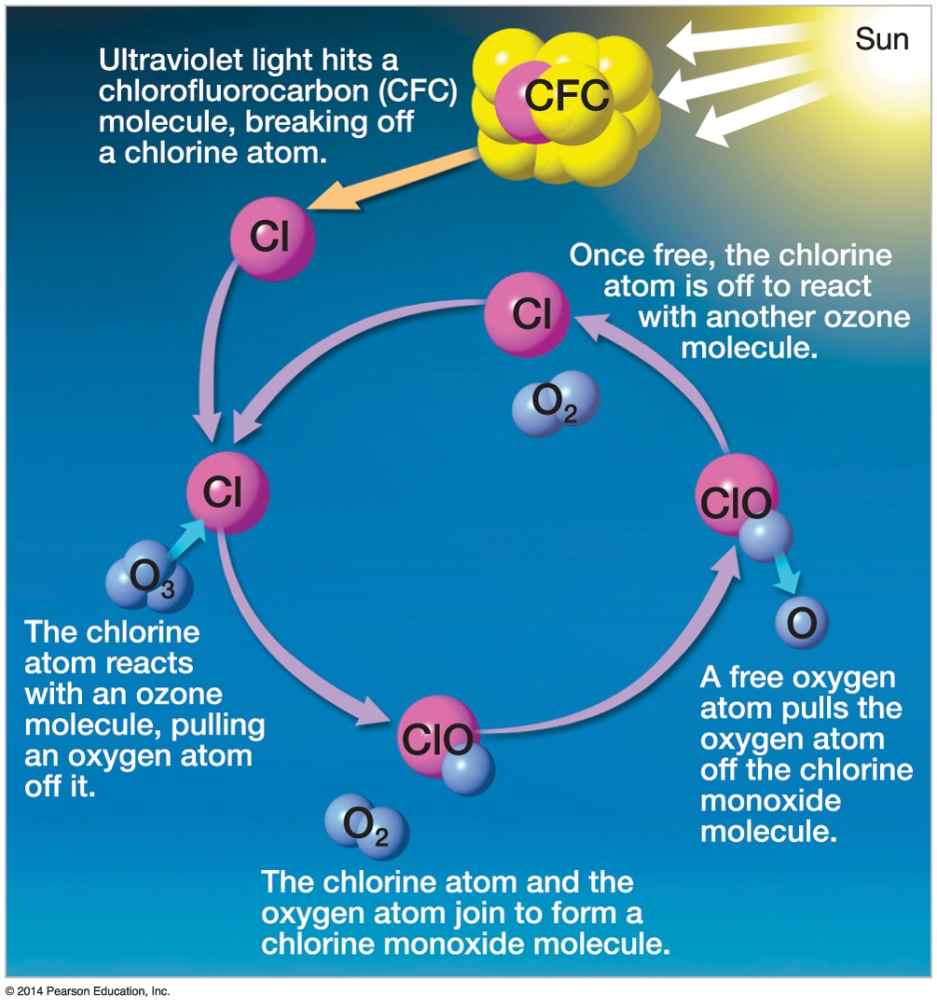 Sun
Ultraviolet light hits a
chlorofluorocarbon (CFC)
molecule, breaking off
a chlorine atom.
CFC
Cl
Once free, the chlorine
atom is off to react
with another ozone
molecule.
Cl
O2
Cl
ClO
O3
O
The chlorine
atom reacts
with an ozone
molecule, pulling
an oxygen atom
off it.
A free oxygen
atom pulls the
oxygen atom
off the chlorine
monoxide
molecule.
ClO
O2
The chlorine atom and the
oxygen atom join to form a
chlorine monoxide molecule.
© 2014 Pearson Education, Inc.